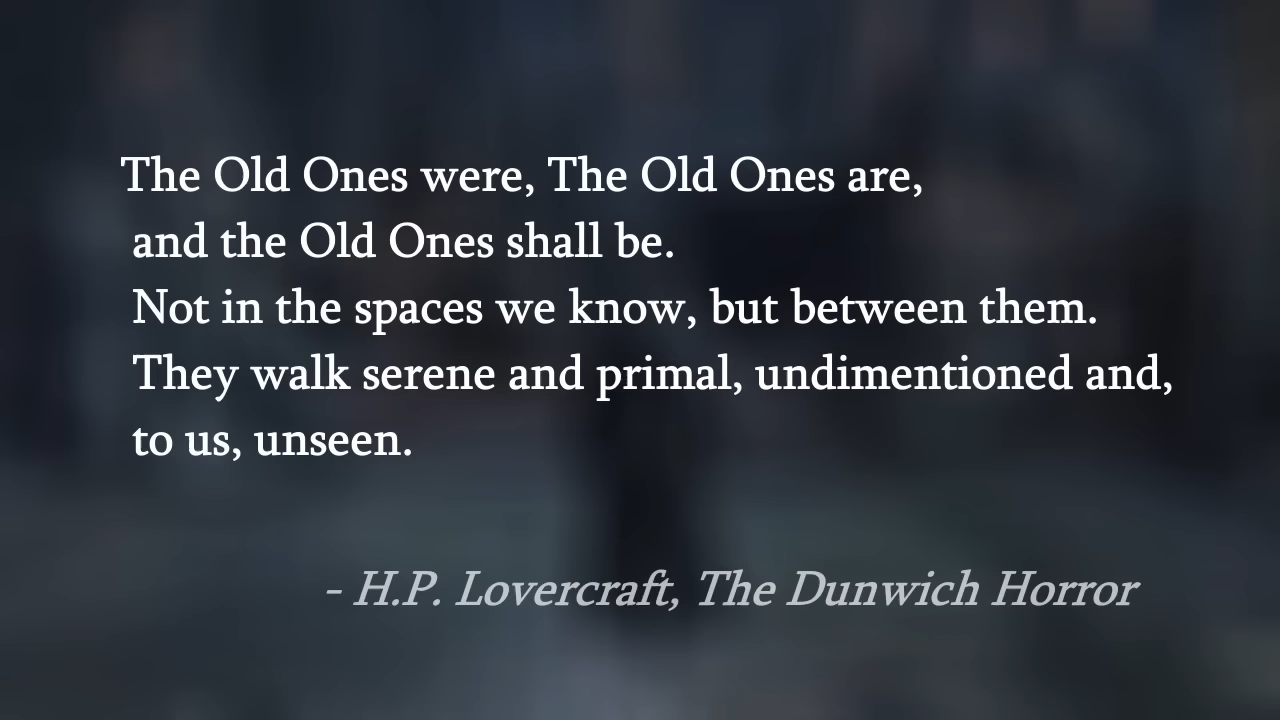 The Old Ones were, The Old Ones are,
and the Old Ones shall be.
Not in the spaces we know, but between them.
They walk serene and primal, undimentioned and,
to us, unseen.
- H.P. Lovercraft, The Dunwich Horror